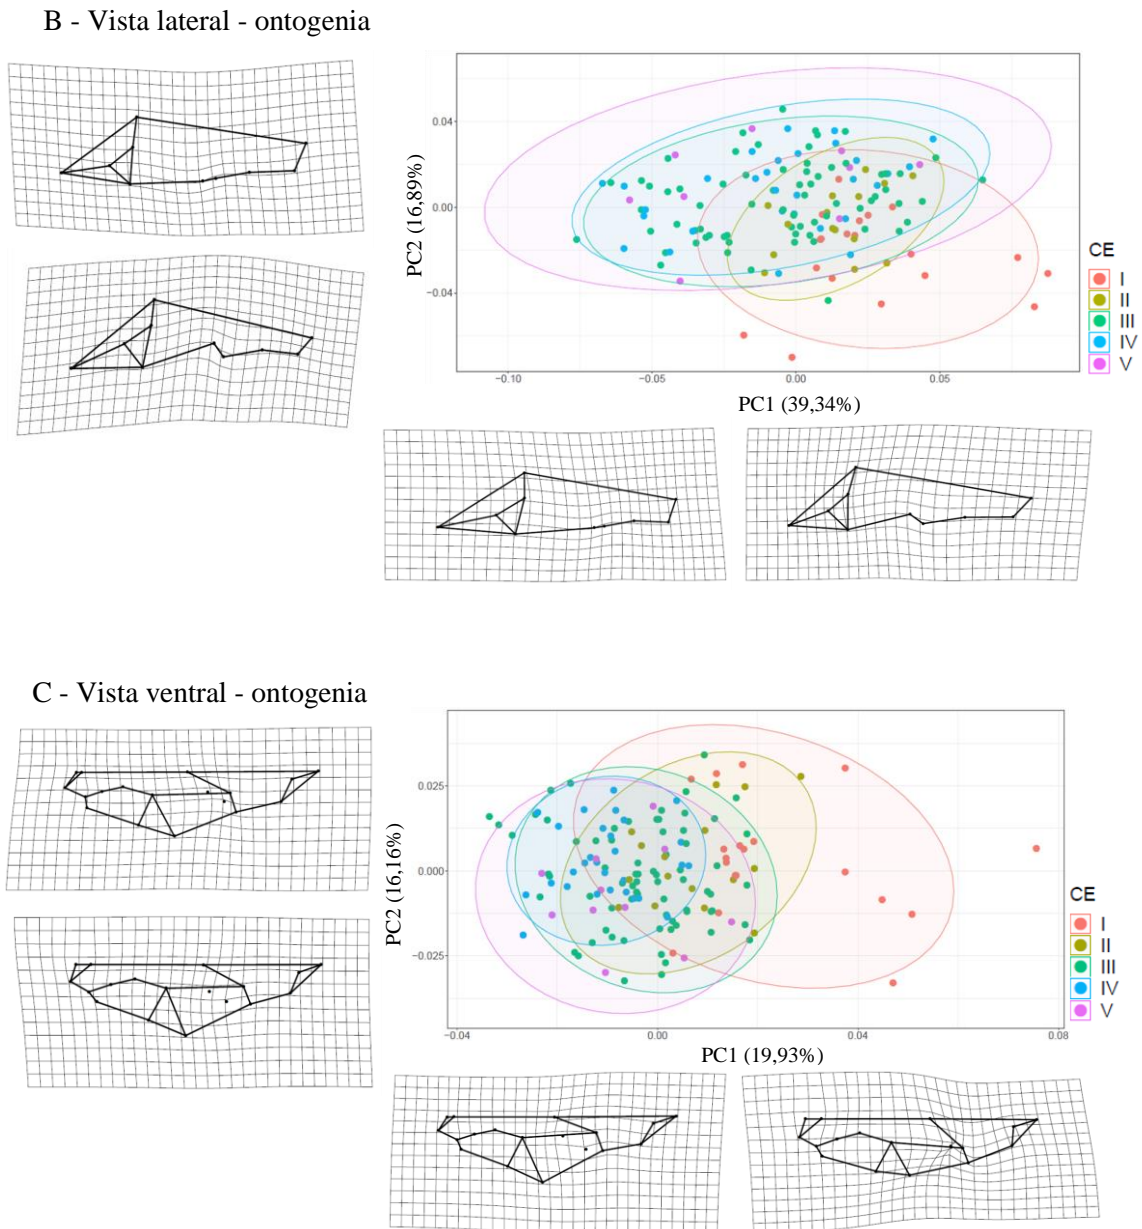 B - Vista lateral - ontogenia
0.04
0.00
−0.04
PC2 (16,89%)
−0.10
−0.05
0.00
0.05
PC1 (39,34%)
CE
I
II
III
IV
V
C - Vista ventral - ontogenia
0.025
0.000
−0.025
PC2 (16,16%)
−0.04
0.00
0.04
0.08
PC1 (19,93%)
CE
I
II
III
IV
V